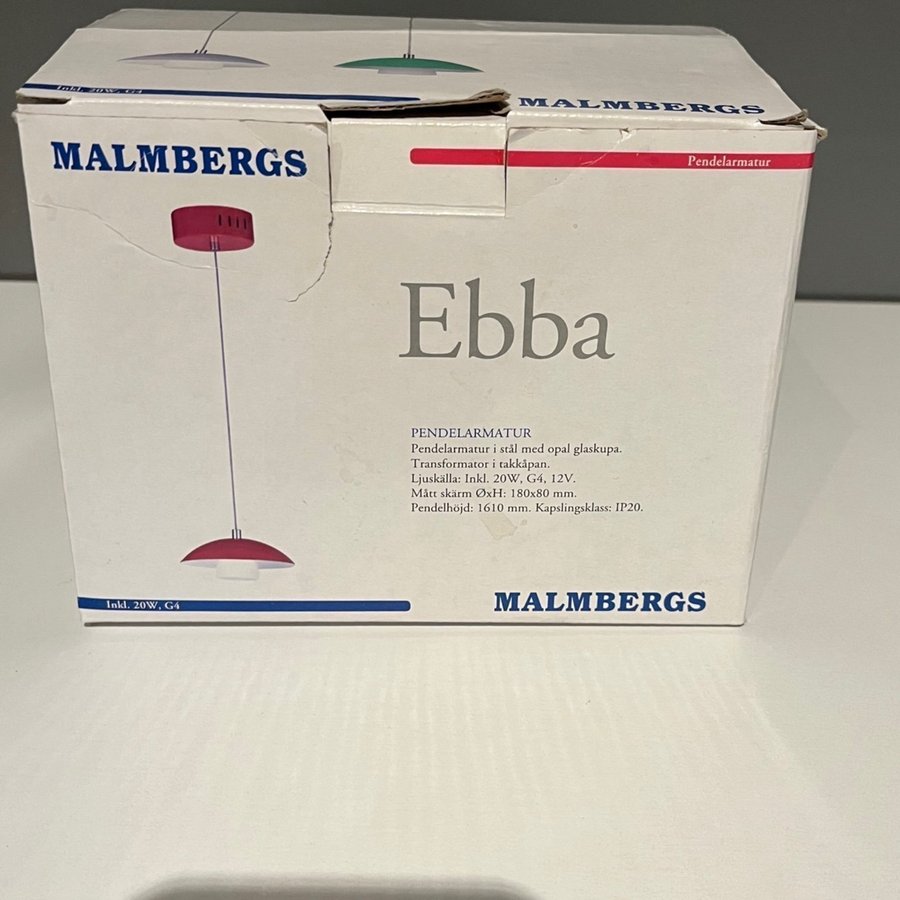 Inkl. 20W, G4
MALMBERGS
MALMBERGS
Pendelarmatur
Ebba
PENDELARMATUR
Pendelarmatur i stål med opal glaskupa.
Transformator i takkåpan.
Ljuskälla: Inkl. 20W, G4, 12V.
Mått skärm ØxH: 180x80 mm.
Pendelhöjd: 1610 mm. Kapslingsklass: IP20.
Inkl. 20W, G4
MALMBERGS